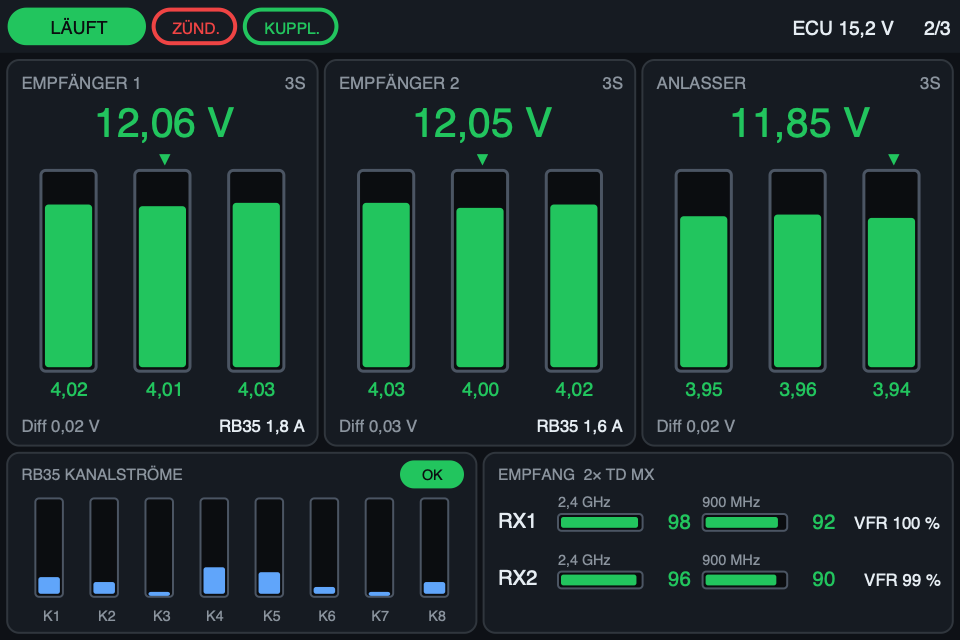 LÄUFT ZÜND. KUPPL. ECU 15,2 V 2/3
EMPFÄNGER 1 3S
12,06 V
4,02 4,01 4,03
Diff 0,02 V RB35 1,8 A
EMPFÄNGER 2 3S
12,05 V
4,03 4,00 4,02
Diff 0,03 V RB35 1,6 A
ANLASSER 3S
11,85 V
3,95 3,96 3,94
Diff 0,02 V
RB35 KANALSTRÖME OK
K1 K2 K3 K4 K5 K6 K7 K8
EMPFANG 2× TD MX
2,4 GHz 900 MHz
RX1 98 92 VFR 100 %
2,4 GHz 900 MHz
RX2 96 90 VFR 99 %